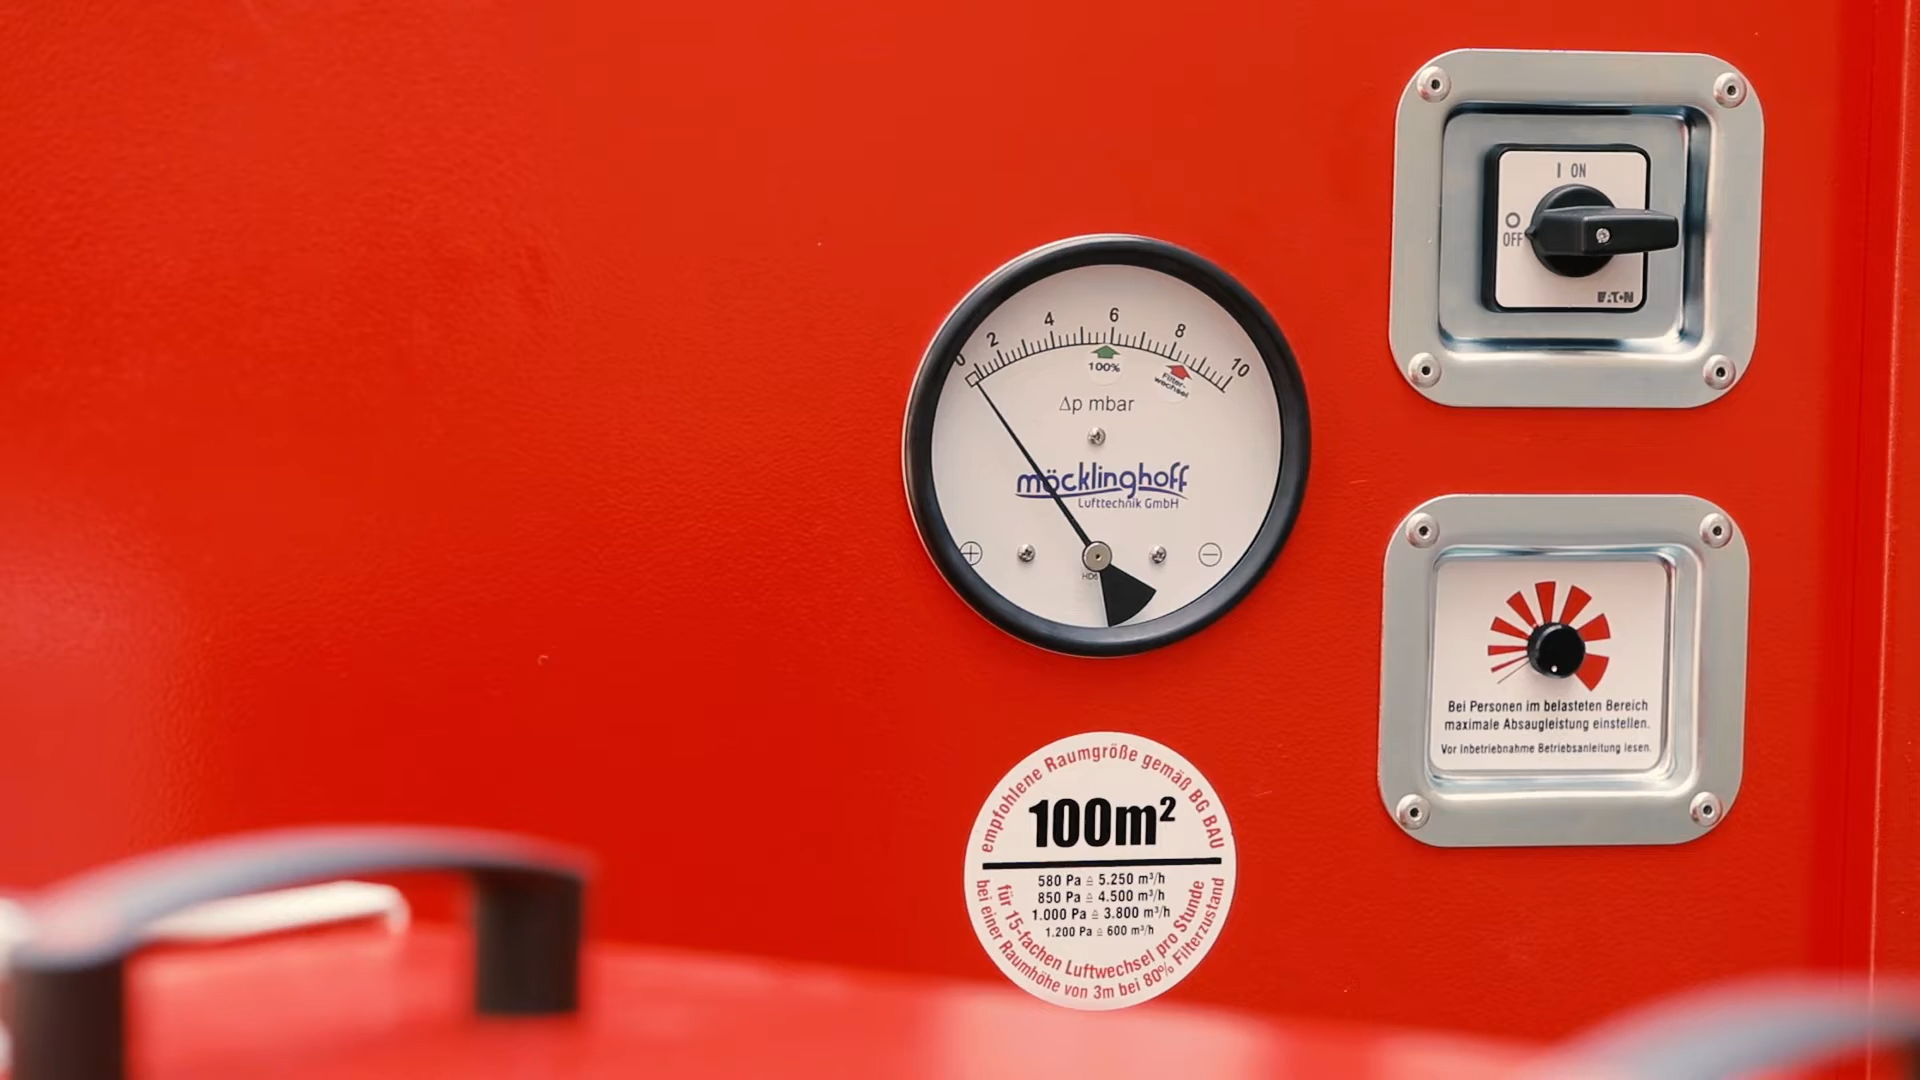 I ON
O
OFF
EATON
0 2 4 6 8 10
100%
Filter-
wechsel
Δp mbar
möcklinghoff
Lufttechnik GmbH
+ −
Bei Personen im belasteten Bereich
maximale Absaugleistung einstellen.
Vor Inbetriebnahme Betriebsanleitung lesen.
empfohlene Raumgröße gemäß BG BAU
100m²
580 Pa ≙ 5.250 m³/h
850 Pa ≙ 4.500 m³/h
1.000 Pa ≙ 3.800 m³/h
1.200 Pa ≙ 600 m³/h
für 15-fachen Luftwechsel pro Stunde
bei einer Raumhöhe von 3m bei 80% Filterzustand